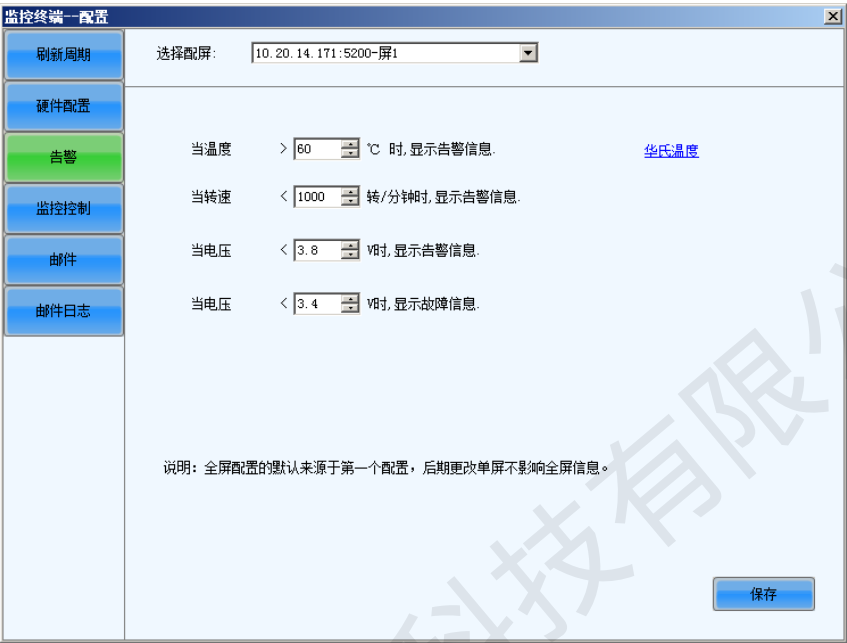 监控终端--配置
刷新周期
硬件配置
告警
监控控制
邮件
邮件日志
选择配屏:
10.20.14.171:5200-屏1
当温度 > 60 ℃ 时,显示告警信息.
华氏温度
当转速 < 1000 转/分钟时,显示告警信息.
当电压 < 3.8 V时,显示告警信息.
当电压 < 3.4 V时,显示故障信息.
说明: 全屏配置的默认来源于第一个配置，后期更改单屏不影响全屏信息。
保存
科技有限